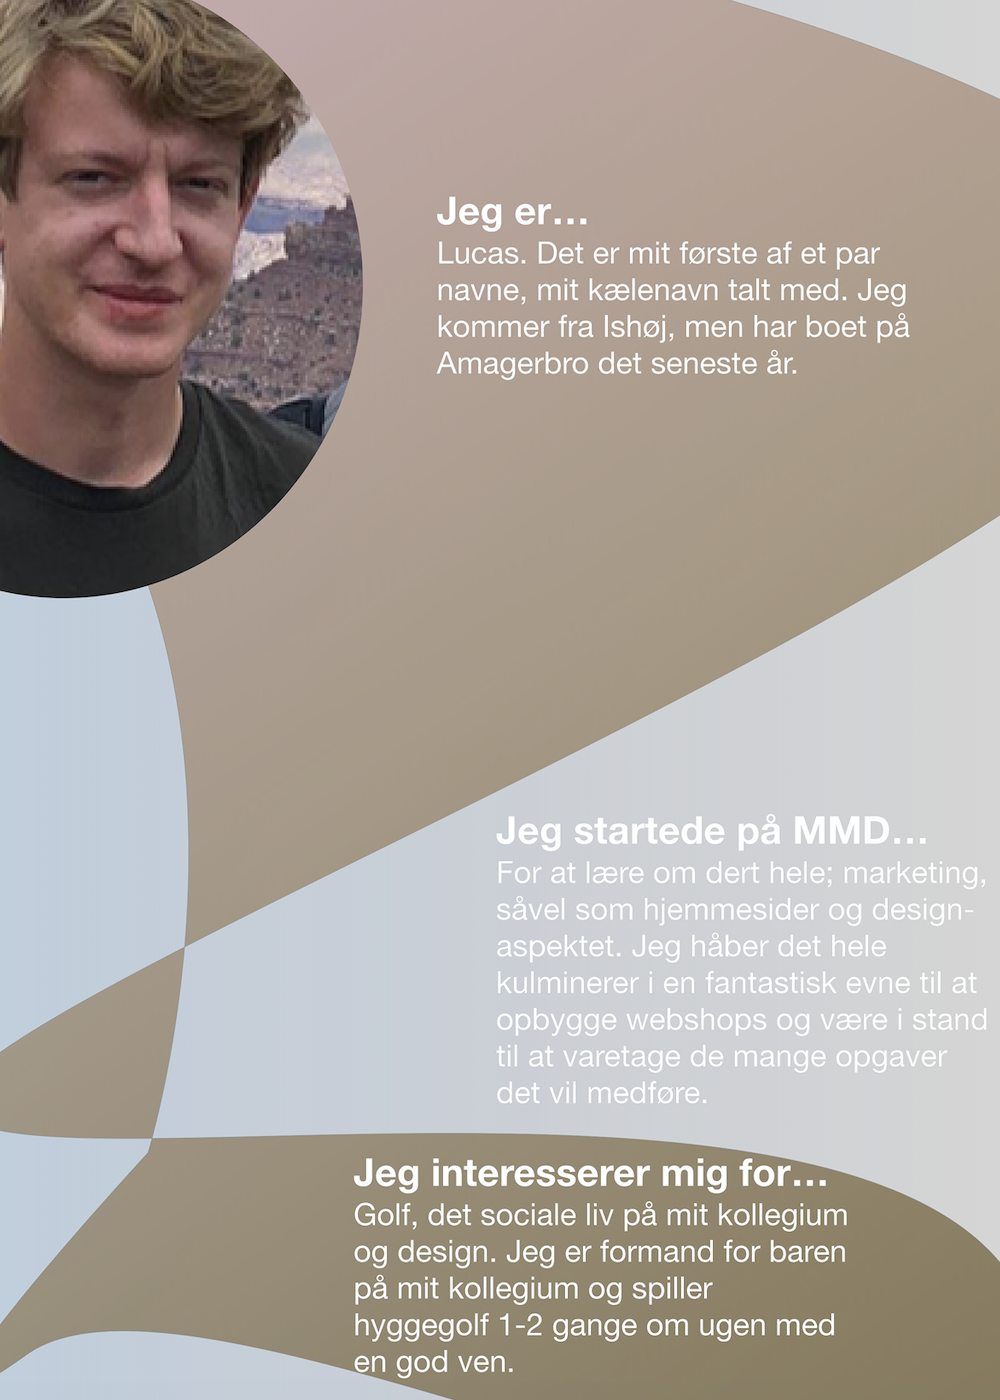 Jeg er...
Lucas. Det er mit første af et par
navne, mit kælenavn talt med. Jeg
kommer fra Ishøj, men har boet på
Amagerbro det seneste år.
Jeg startede på MMD...
For at lære om dert hele; marketing,
såvel som hjemmesider og design-
aspektet. Jeg håber det hele
kulminerer i en fantastisk evne til at
opbygge webshops og være i stand
til at varetage de mange opgaver
det vil medføre.
Jeg interesserer mig for...
Golf, det sociale liv på mit kollegium
og design. Jeg er formand for baren
på mit kollegium og spiller
hyggegolf 1-2 gange om ugen med
en god ven.